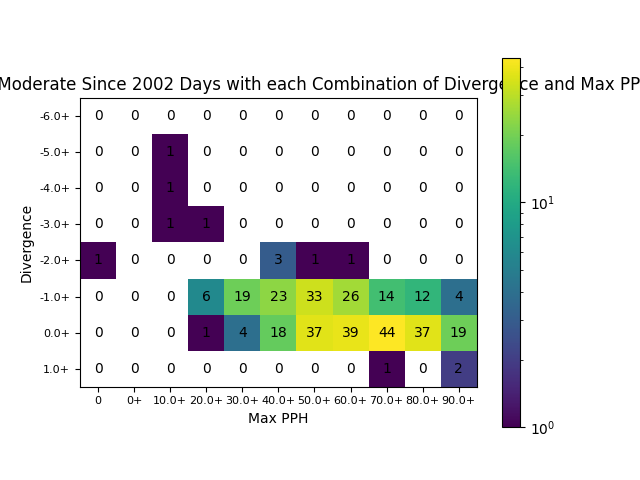 Moderate Since 2002 Days with each Combination of Divergence and Max PP
Divergence
-6.0+ 0 0 0 0 0 0 0 0 0 0 0
-5.0+ 0 0 1 0 0 0 0 0 0 0 0
-4.0+ 0 0 1 0 0 0 0 0 0 0 0
-3.0+ 0 0 1 1 0 0 0 0 0 0 0
-2.0+ 1 0 0 0 0 3 1 1 0 0 0
-1.0+ 0 0 0 6 19 23 33 26 14 12 4
0.0+ 0 0 0 1 4 18 37 39 44 37 19
1.0+ 0 0 0 0 0 0 0 0 1 0 2
0 0+ 10.0+ 20.0+ 30.0+ 40.0+ 50.0+ 60.0+ 70.0+ 80.0+ 90.0+
Max PPH
10¹
10⁰